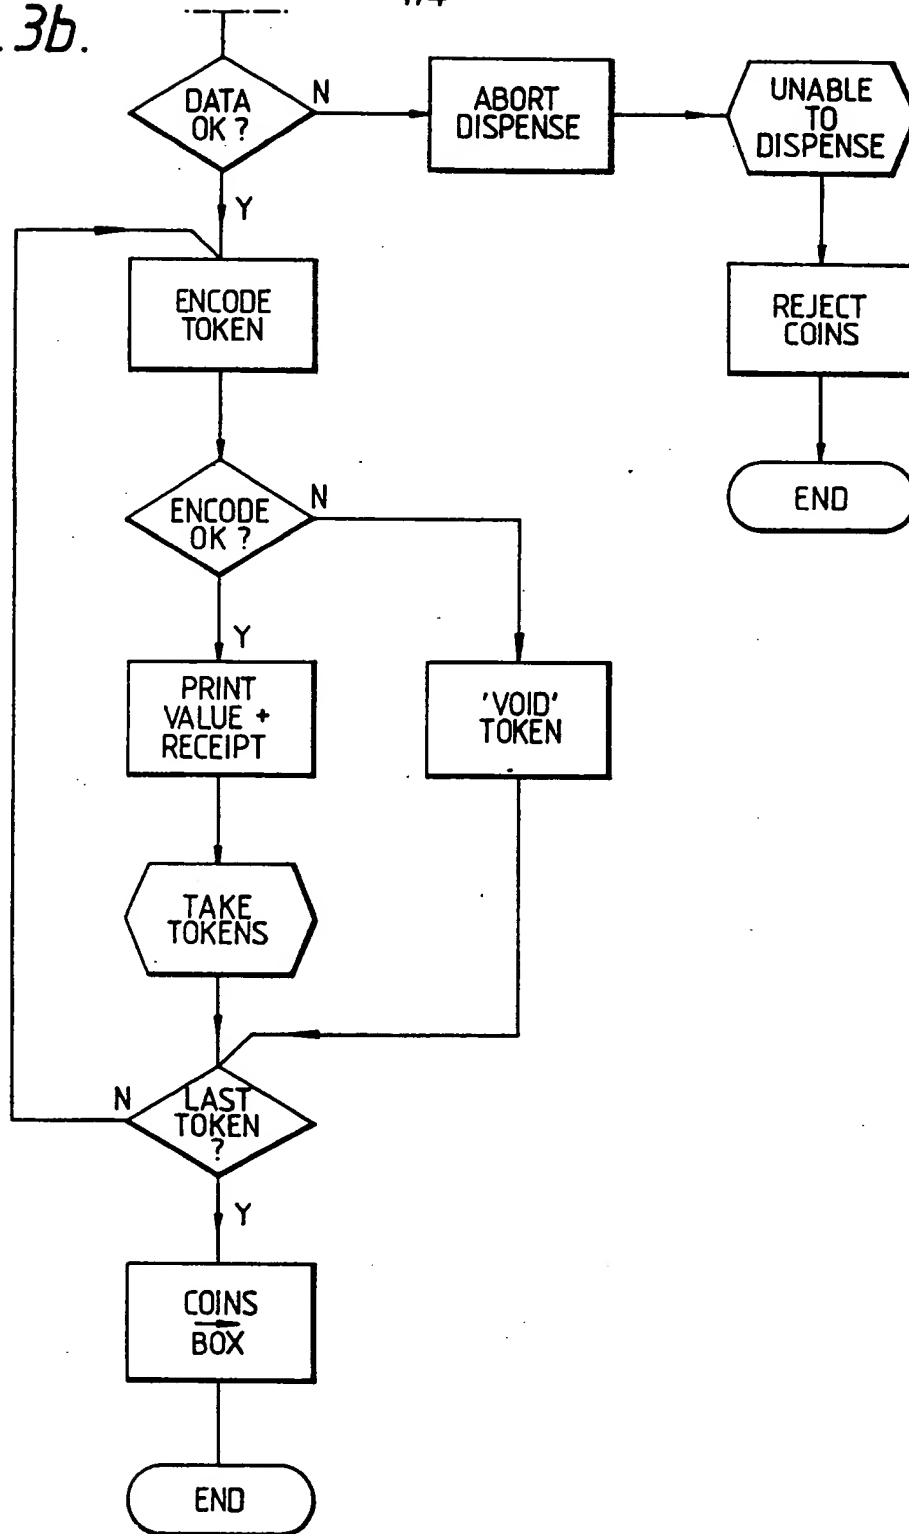 . 3b.
DATA
OK ?
N
ABORT
DISPENSE
UNABLE
TO
DISPENSE
Y
ENCODE
TOKEN
REJECT
COINS
END
ENCODE
OK ?
N
Y
PRINT
VALUE +
RECEIPT
'VOID'
TOKEN
TAKE
TOKENS
N
LAST
TOKEN
?
Y
COINS
BOX
END